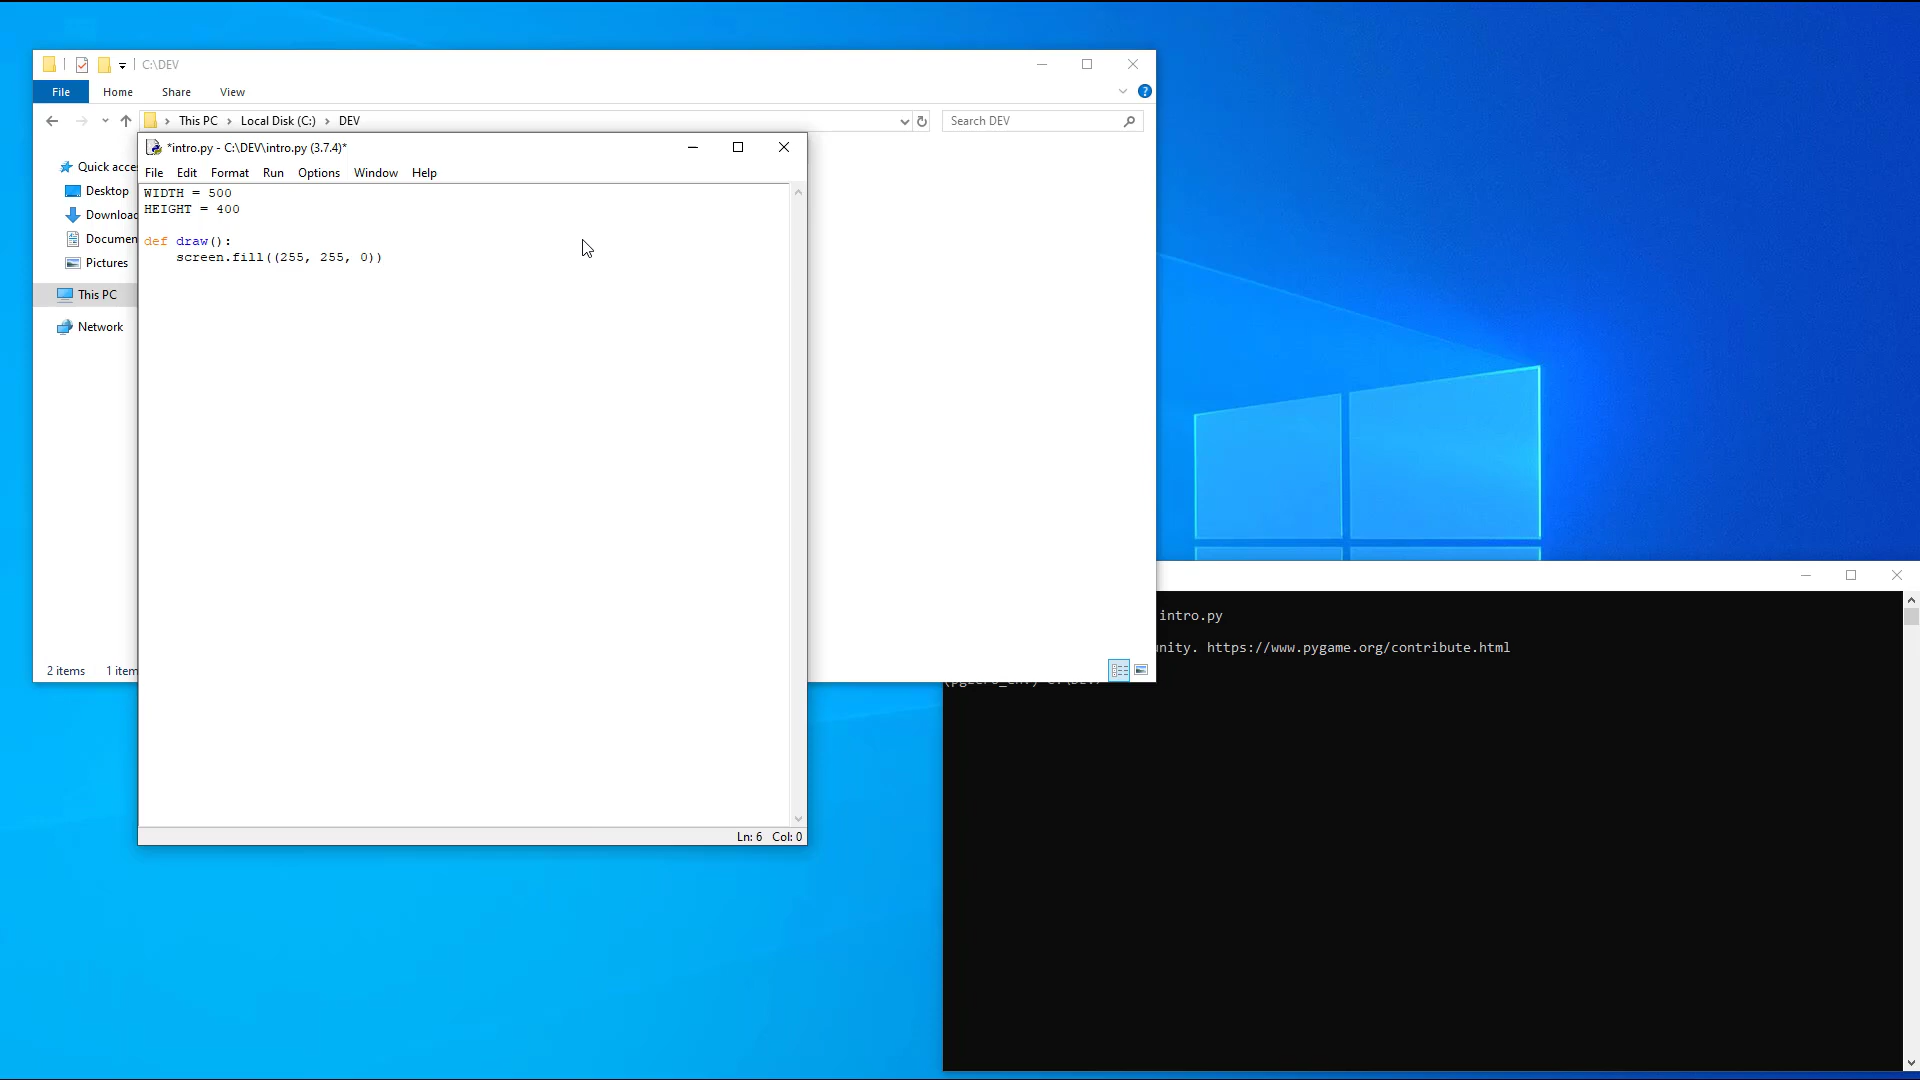 C:\DEV
File Home Share View
This PC Local Disk (C:) DEV
Search DEV
*intro.py - C:\DEV\intro.py (3.7.4)*
File Edit Format Run Options Window Help
WIDTH = 500
HEIGHT = 400
def draw():
screen.fill((255, 255, 0))
Ln: 6 Col: 0
Quick acce
Desktop
Downloa
Documen
Pictures
This PC
Network
2 items 1 item
intro.py
nity. https://www.pygame.org/contribute.html